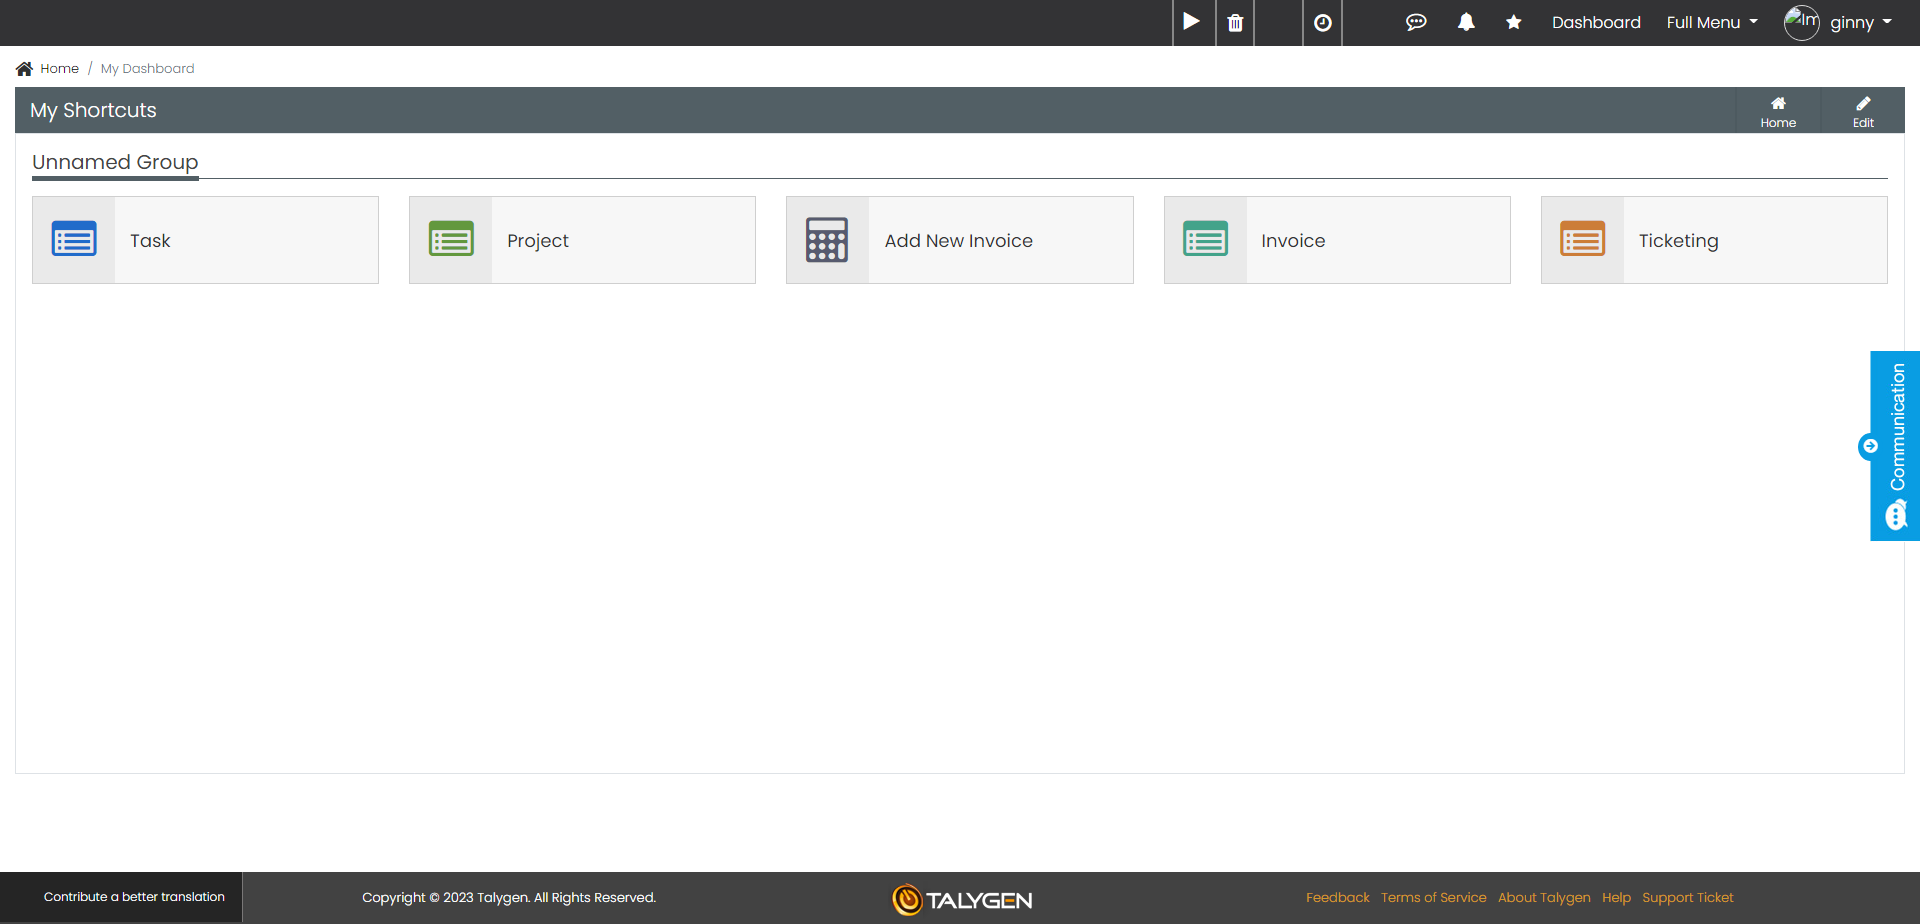 Dashboard Full Menu Im ginny
Home / My Dashboard
My Shortcuts
Home
Edit
Unnamed Group
Task
Project
Add New Invoice
Invoice
Ticketing
Communication
Contribute a better translation
Copyright © 2023 Talygen. All Rights Reserved.
TALYGEN
Feedback Terms of Service About Talygen Help Support Ticket